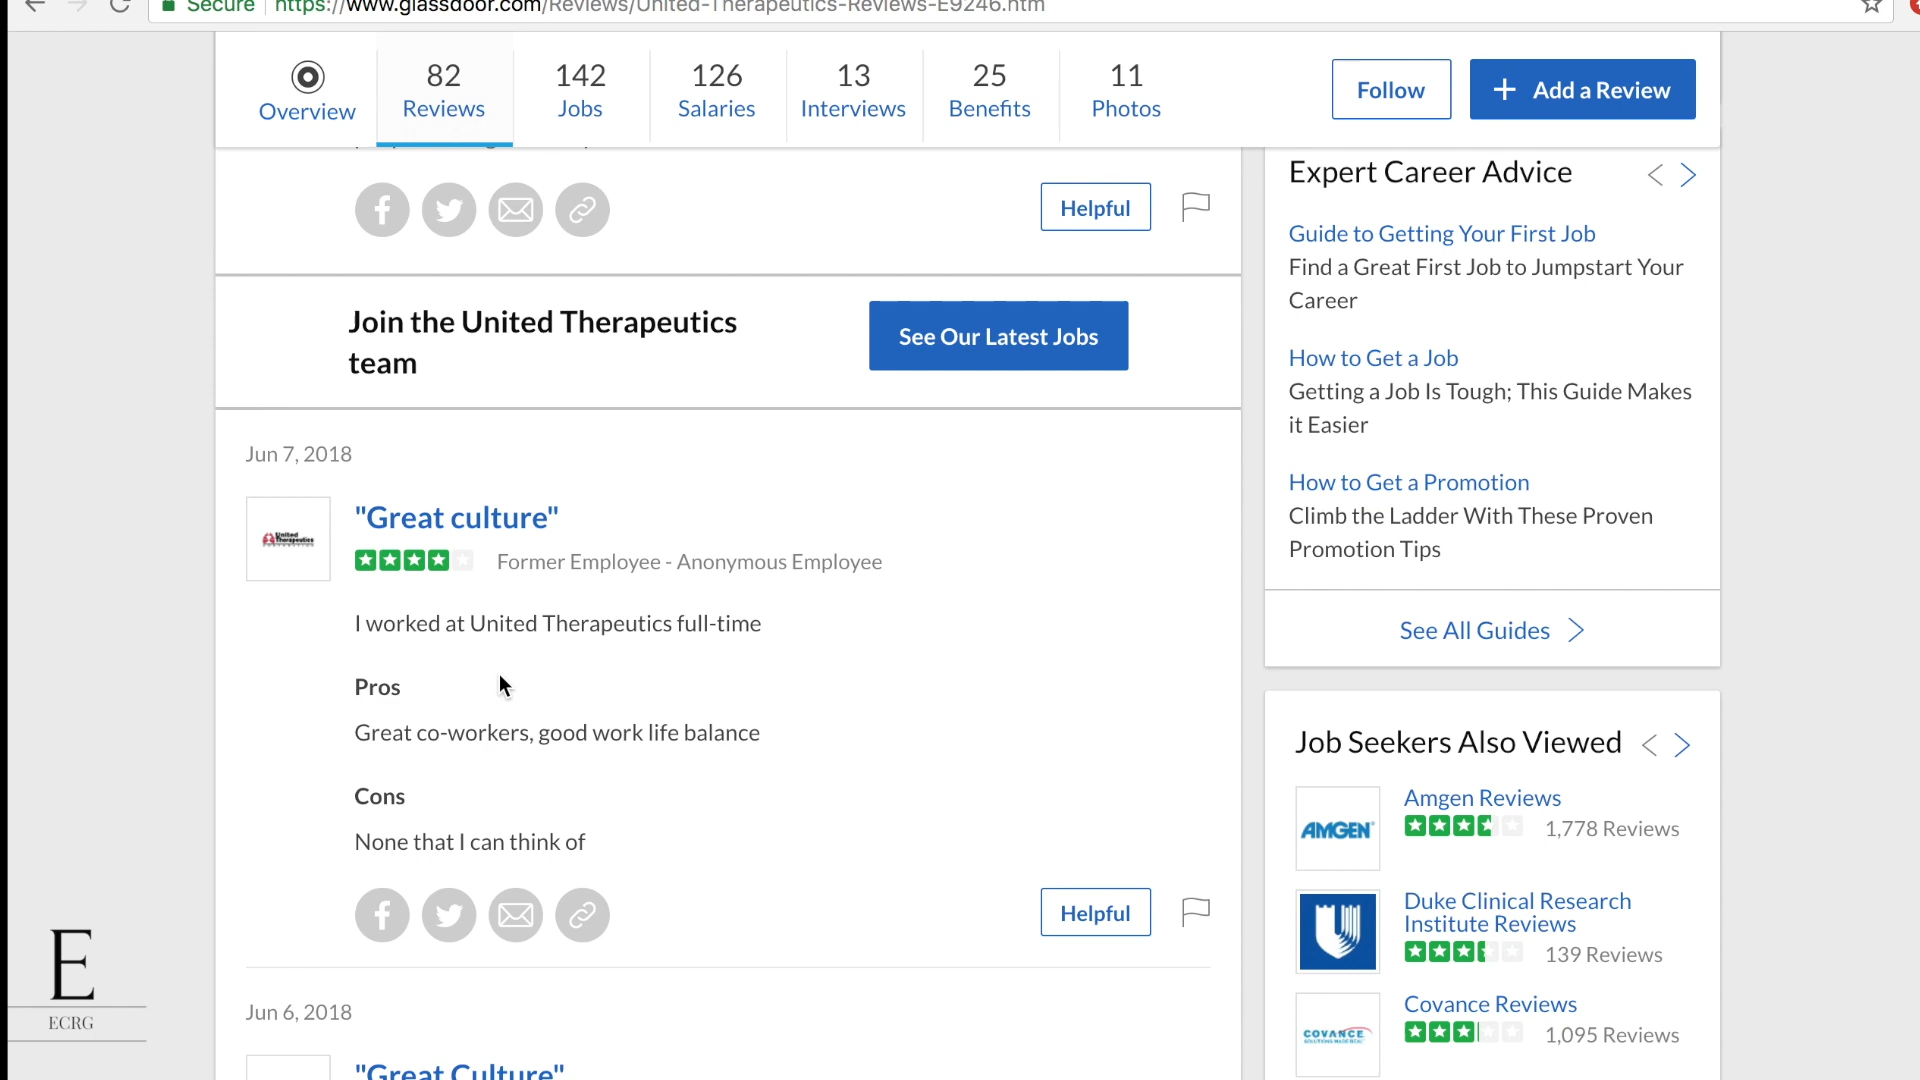 Secure https://www.glassdoor.com/Reviews/United-Therapeutics-Reviews-E9246.htm
Overview
82
Reviews
142
Jobs
126
Salaries
13
Interviews
25
Benefits
11
Photos
Follow
+ Add a Review
Helpful
Join the United Therapeutics
team
See Our Latest Jobs
Jun 7, 2018
United
Therapeutics
"Great culture"
Former Employee - Anonymous Employee
I worked at United Therapeutics full-time
Pros
Great co-workers, good work life balance
Cons
None that I can think of
Helpful
Jun 6, 2018
"Great Culture"
Expert Career Advice
Guide to Getting Your First Job
Find a Great First Job to Jumpstart Your
Career
How to Get a Job
Getting a Job Is Tough; This Guide Makes
it Easier
How to Get a Promotion
Climb the Ladder With These Proven
Promotion Tips
See All Guides
Job Seekers Also Viewed
AMGEN
Amgen Reviews
1,778 Reviews
Duke Clinical Research
Institute Reviews
139 Reviews
COVANCE
Covance Reviews
1,095 Reviews
E
ECRG